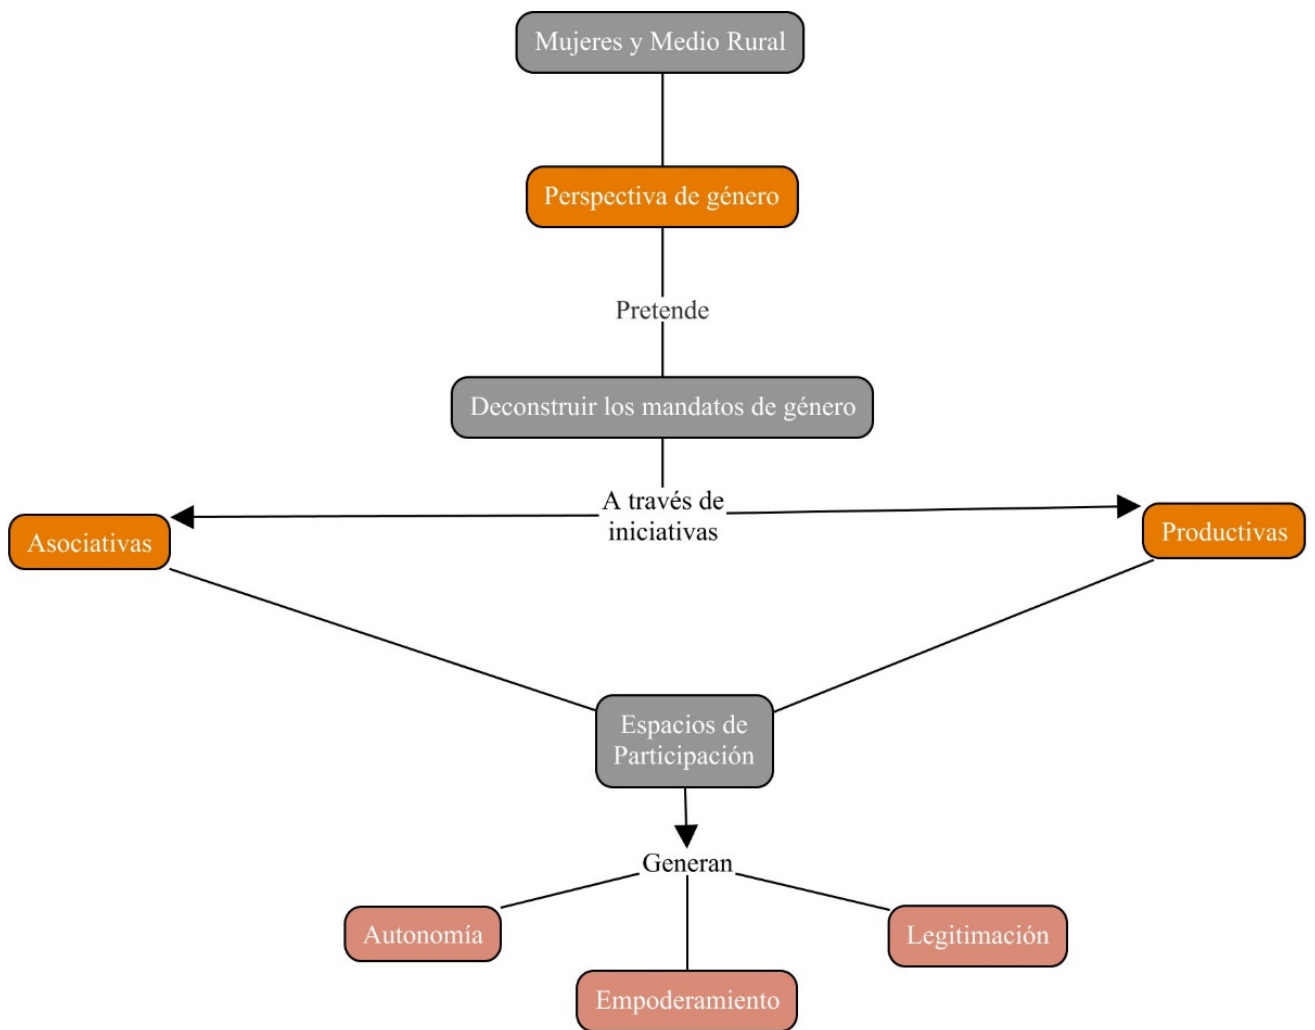 Mujeres y Medio Rural
Perspectiva de género
Pretende
Deconstruir los mandatos de género
A través de
iniciativas
Asociativas
Productivas
Espacios de
Participación
Generan
Autonomía
Legitimación
Empoderamiento